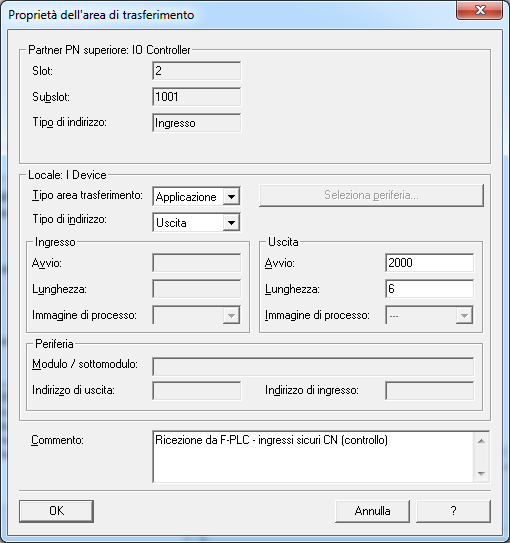 Proprietà dell'area di trasferimento
Partner PN superiore: IO Controller
Slot: 2
Subslot: 1001
Tipo di indirizzo: Ingresso
Locale: I Device
Tipo area trasferimento: Applicazione Seleziona periferia...
Tipo di indirizzo: Uscita
Ingresso
Avvio:
Lunghezza:
Immagine di processo:
Uscita
Avvio: 2000
Lunghezza: 6
Immagine di processo: ---
Periferia
Modulo / sottomodulo:
Indirizzo di uscita: Indirizzo di ingresso:
Commento: Ricezione da F-PLC - ingressi sicuri CN (controllo)
OK Annulla ?